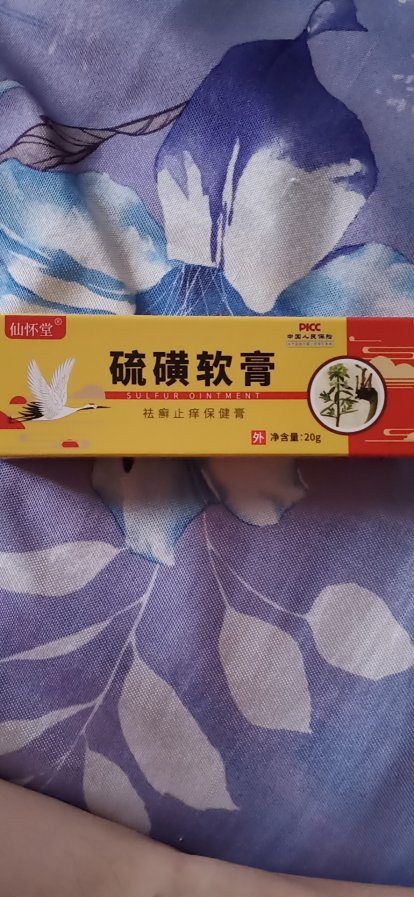 仙怀堂®
PICC
中国人民保险
硫磺软膏
SULFUR OINTMENT
祛癣止痒保健膏
外 净含量:20g